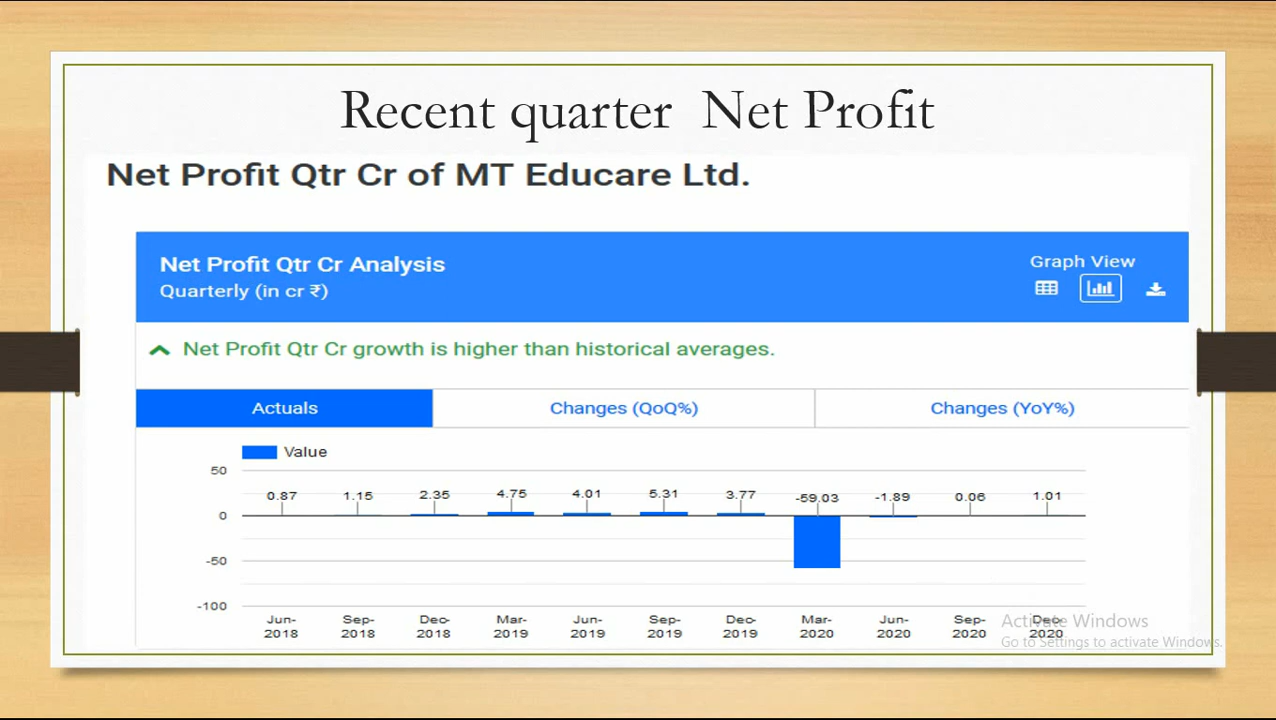 Recent quarter Net Profit
Net Profit Qtr Cr of MT Educare Ltd.
Net Profit Qtr Cr Analysis
Quarterly (in cr ₹)
Graph View
Net Profit Qtr Cr growth is higher than historical averages.
Actuals Changes (QoQ%) Changes (YoY%)
Value
50
0.87 1.15 2.35 4.75 4.01 5.31 3.77 -59.03 -1.89 0.06 1.01
0
-50
-100
Jun- Sep- Dec- Mar- Jun- Sep- Dec- Mar- Jun- Sep- Dec-
2018 2018 2018 2019 2019 2019 2019 2020 2020 2020 2020
Activate Windows
Go to Settings to activate Windows.